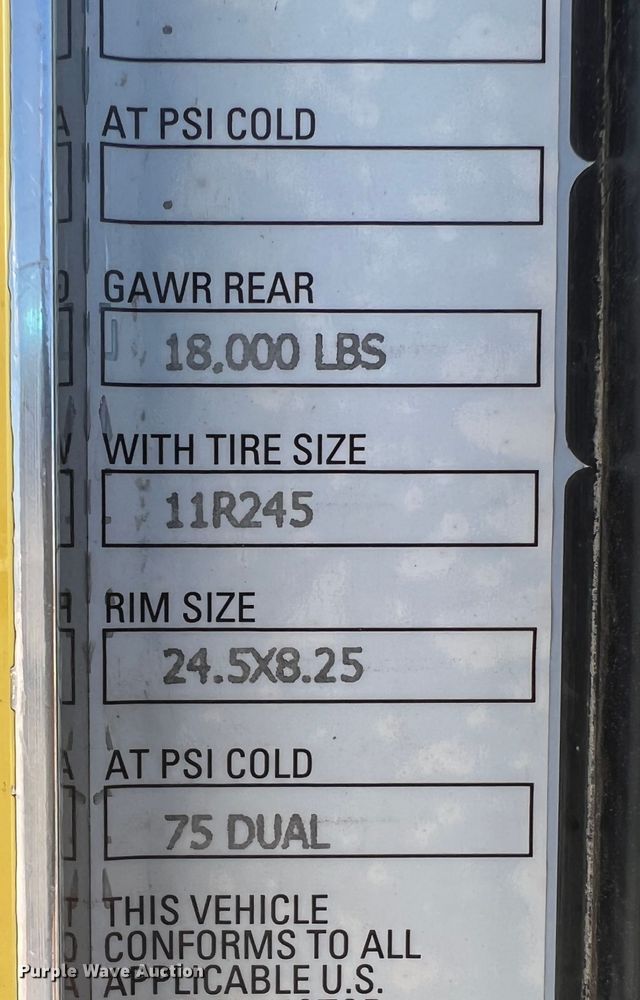 AT PSI COLD
GAWR REAR
18.000 LBS
WITH TIRE SIZE
11R245
RIM SIZE
24.5X8.25
AT PSI COLD
75 DUAL
THIS VEHICLE
CONFORMS TO ALL
APPLICABLE U.S.
Purple Wave Auction